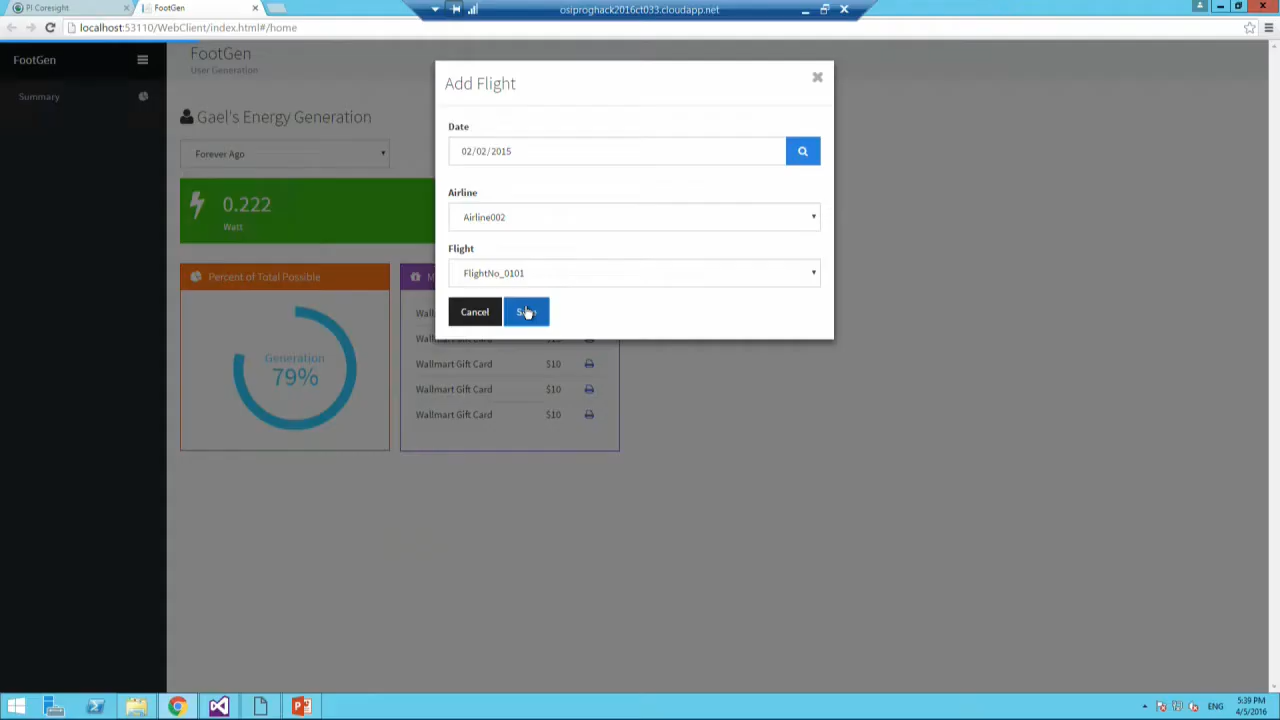 PI Coresight
FootGen
osiproghack2016ct033.cloudapp.net
localhost:53110/WebClient/index.html#/home
FootGen
FootGen
User Generation
Summary
Gael's Energy Generation
Forever Ago
0.222
Watt
Percent of Total Possible
Generation
79%
M
Wall
Wallmart Gift Card $10
Wallmart Gift Card $10
Wallmart Gift Card $10
Add Flight
Date
02/02/2015
Airline
Airline002
Flight
FlightNo_0101
Cancel
ENG
5:39 PM
4/5/2016